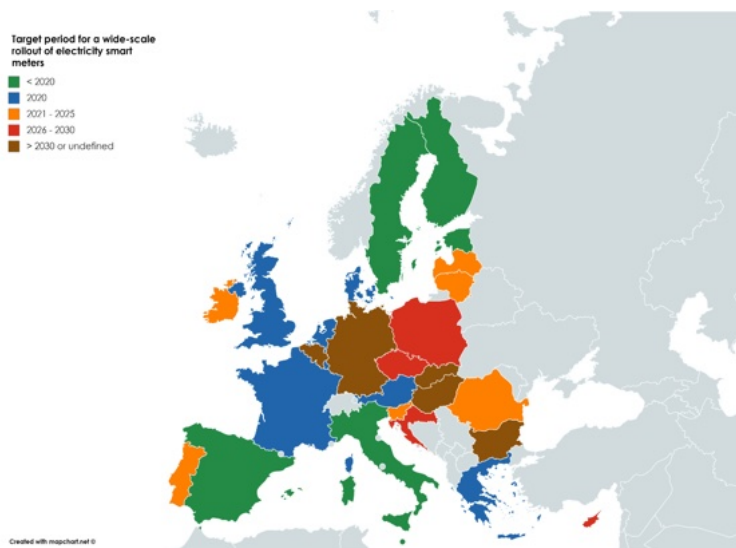 Target period for a wide-scale
rollout of electricity smart
meters
< 2020
2020
2021 - 2025
2026 - 2030
> 2030 or undefined
Created with mapchart.net ©